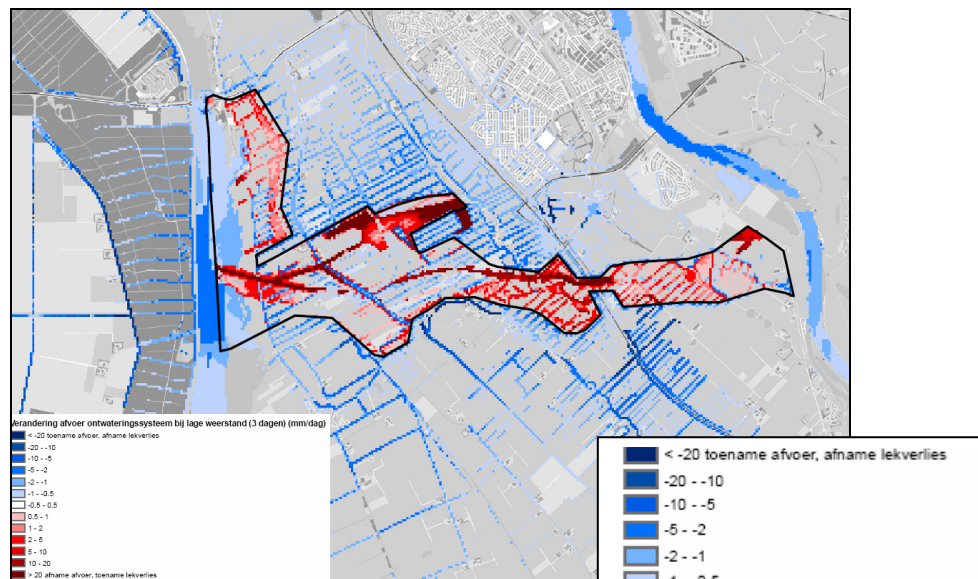 Verandering afvoer ontwateringssysteem bij lage weerstand (3 dagen) (mm/dag)
< -20 toename afvoer, afname lekverlies
-20 - -10
-10 - -5
-5 - -2
-2 - -1
-1 - -0.5
-0.5 - 0.5
0.5 - 1
1 - 2
2 - 5
5 - 10
10 - 20
> 20 afname afvoer, toename lekverlies
< -20 toename afvoer, afname lekverlies
-20 - -10
-10 - -5
-5 - -2
-2 - -1